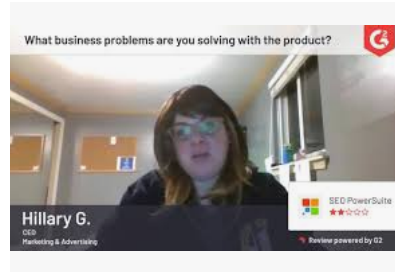 What business problems are you solving with the product?
G2
Hillary G.
CEO
Marketing & Advertising
SEO PowerSuite
Review powered by G2